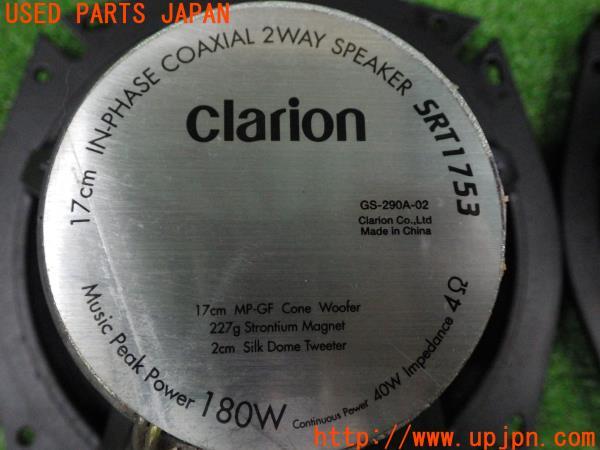 USED PARTS JAPAN
17cm IN-PHASE COAXIAL 2WAY SPEAKER SRT1753
clarion
GS-290A-02
Clarion Co.,Ltd
Made in China
17cm MP-GF Cone Woofer
227g Strontium Magnet
2cm Silk Dome Tweeter
Music Peak Power 180W Continuous Power 40W Impedance 4Ω
http://www.upjpn.com/